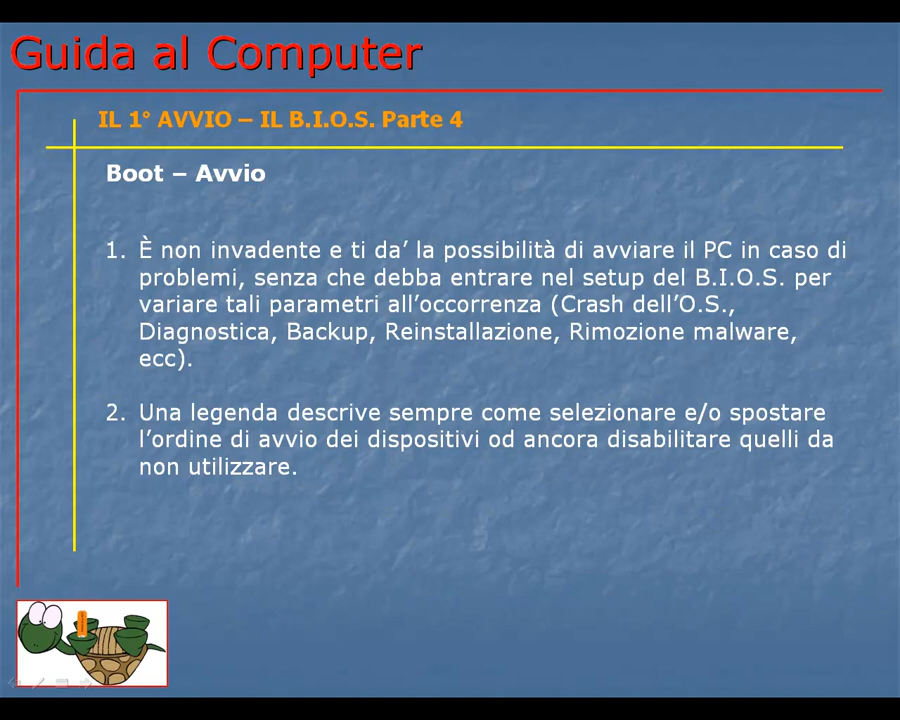 Guida al Computer
IL 1° AVVIO – IL B.I.O.S. Parte 4
Boot – Avvio
1. È non invadente e ti da’ la possibilità di avviare il PC in caso di
problemi, senza che debba entrare nel setup del B.I.O.S. per
variare tali parametri all’occorrenza (Crash dell’O.S.,
Diagnostica, Backup, Reinstallazione, Rimozione malware,
ecc).
2. Una legenda descrive sempre come selezionare e/o spostare
l’ordine di avvio dei dispositivi od ancora disabilitare quelli da
non utilizzare.